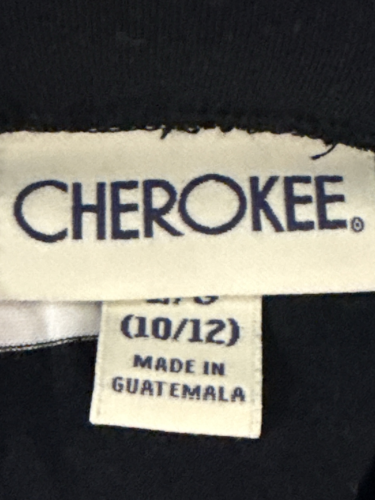 CHEROKEE®
L/G
(10/12)
MADE IN
GUATEMALA